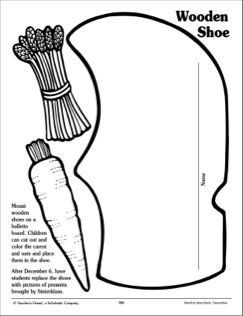 Wooden
Shoe
Name
Mount
wooden
shoes on a
bulletin
board. Children
can cut out and
color the carrot
and oats and place
them in the shoe.
After December 6, have
students replace the shoes
with pictures of presents
brought by Sinterklaas.
© Teacher's Friend, a Scholastic Company